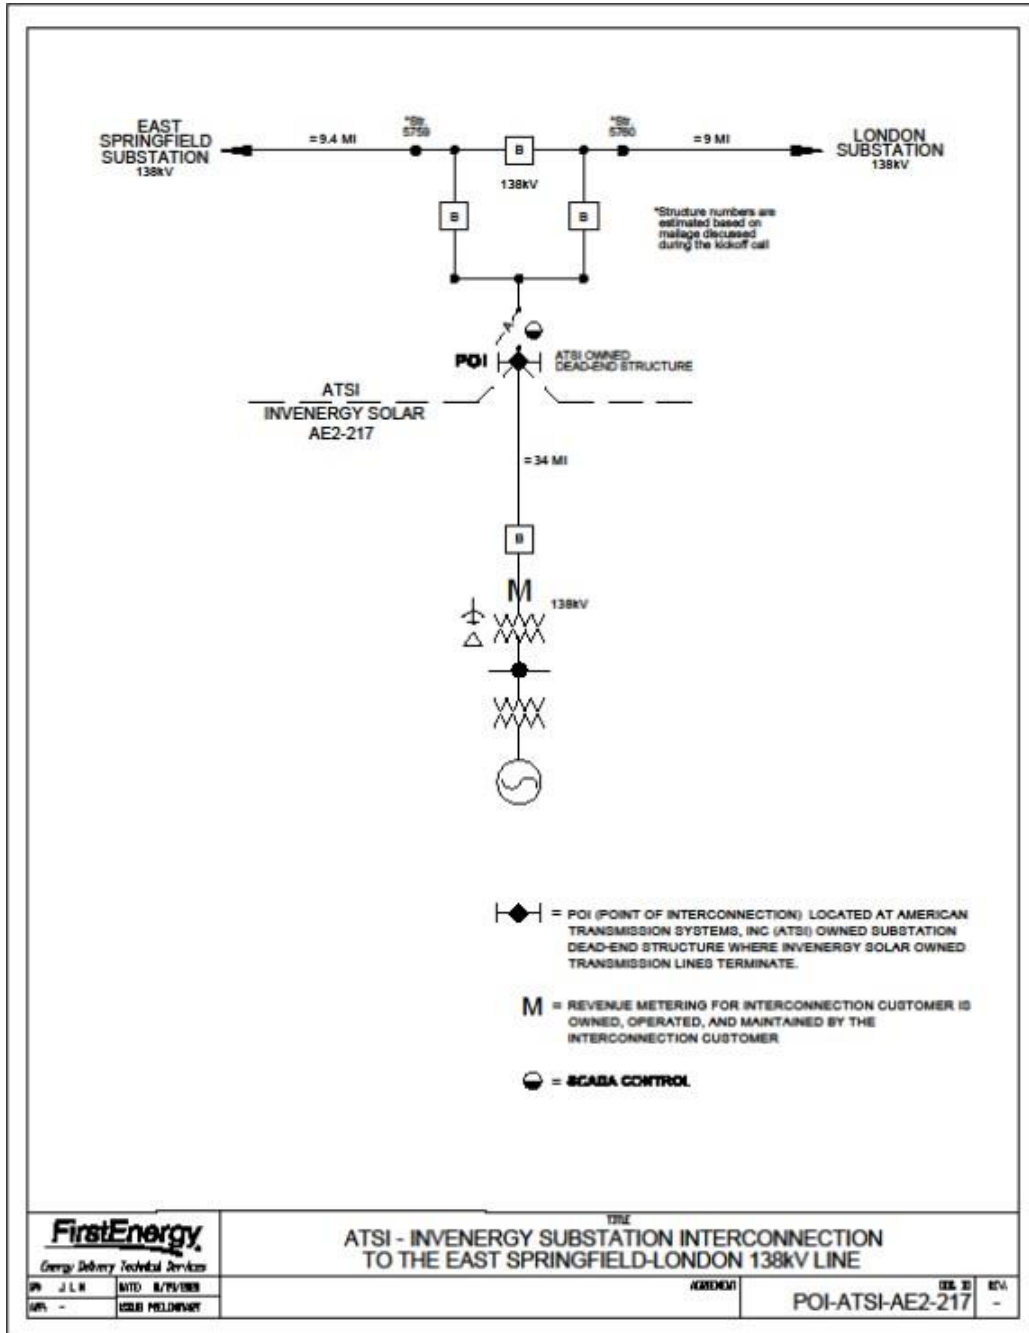 EAST
SPRINGFIELD
SUBSTATION
138kV
= 9.4 MI
*Str.
5759
B
138kV
*Str.
5760
= 9 MI
LONDON
SUBSTATION
138kV
B
B
*Structure numbers are
estimated based on
mailage discussed
during the kickoff call
A
POI
ATSI OWNED
DEAD-END STRUCTURE
ATSI
INVENERGY SOLAR
AE2-217
= 34 MI
B
M
138kV
= POI (POINT OF INTERCONNECTION) LOCATED AT AMERICAN
TRANSMISSION SYSTEMS, INC (ATSI) OWNED SUBSTATION
DEAD-END STRUCTURE WHERE INVENERGY SOLAR OWNED
TRANSMISSION LINES TERMINATE.
M = REVENUE METERING FOR INTERCONNECTION CUSTOMER IS
OWNED, OPERATED, AND MAINTAINED BY THE
INTERCONNECTION CUSTOMER
= SCADA CONTROL
FirstEnergy
Energy Delivery Technical Services
J L M
ISSUE PRELIMINARY
TITLE
ATSI - INVENERGY SUBSTATION INTERCONNECTION
TO THE EAST SPRINGFIELD-LONDON 138kV LINE
AGREEMENT
POI-ATSI-AE2-217
REV.
-